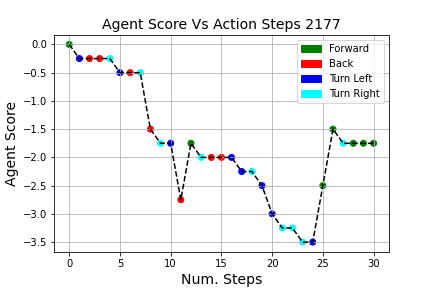 Agent Score Vs Action Steps 2177
Agent Score
0.0
−0.5
−1.0
−1.5
−2.0
−2.5
−3.0
−3.5
Forward
Back
Turn Left
Turn Right
0 5 10 15 20 25 30
Num. Steps